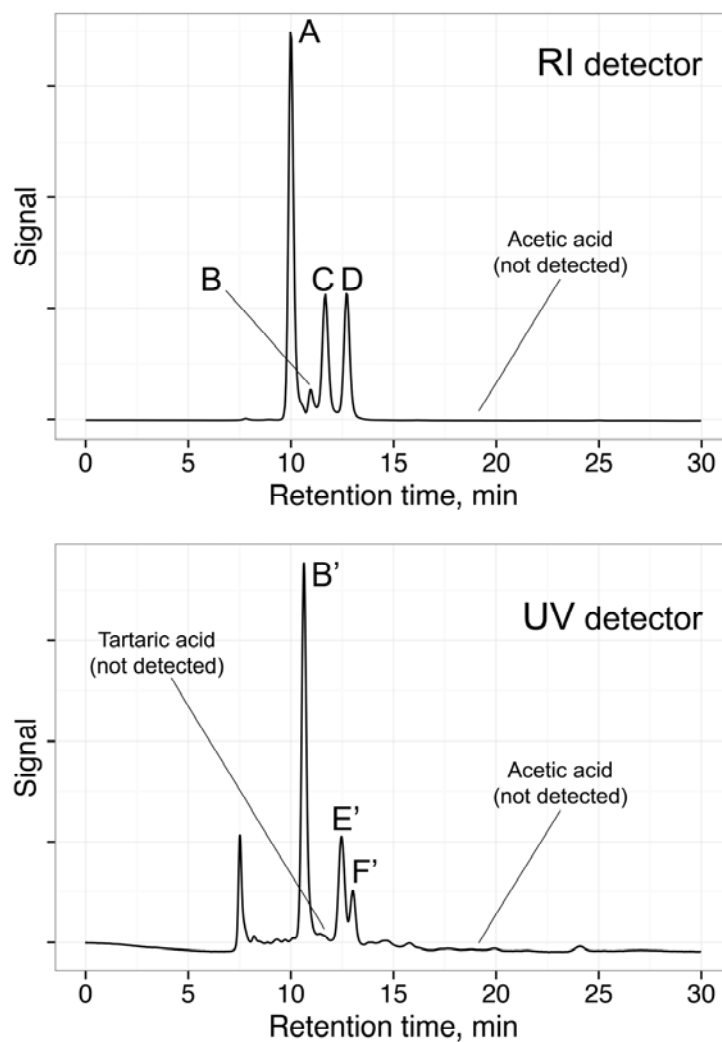 A
RI detector
Signal
Acetic acid
(not detected)
B
C
D
0 5 10 15 20 25 30
Retention time, min
B’
UV detector
Tartaric acid
(not detected)
Signal
Acetic acid
(not detected)
E’
F’
0 5 10 15 20 25 30
Retention time, min